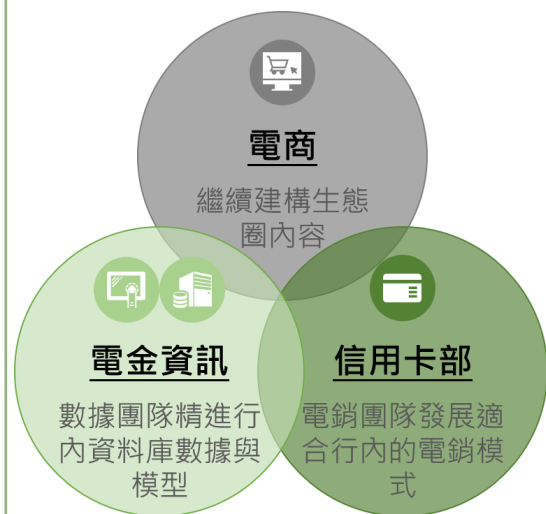 電商
繼續建構生態
圈內容
電金資訊
數據團隊精進行
內資料庫數據與
模型
信用卡部
電銷團隊發展適
合行內的電銷模
式